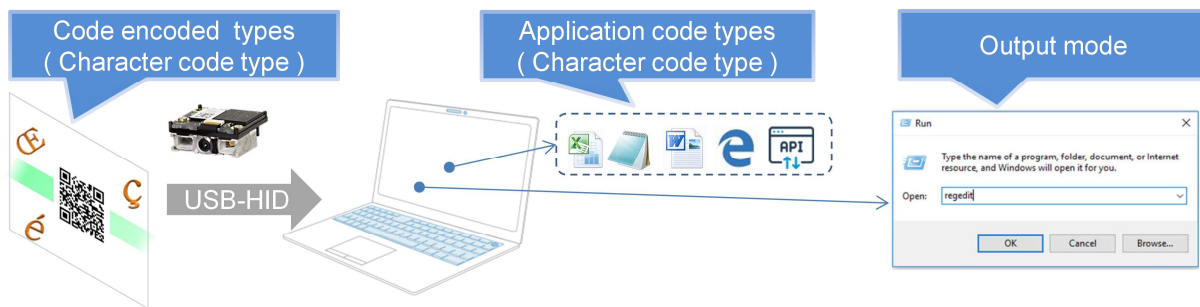 Code encoded types
( Character code type )
Application code types
( Character code type )
Output mode
Œ
ç
é
USB-HID
API
Run
Type the name of a program, folder, document, or Internet
resource, and Windows will open it for you.
Open:
regedit
OK
Cancel
Browse...